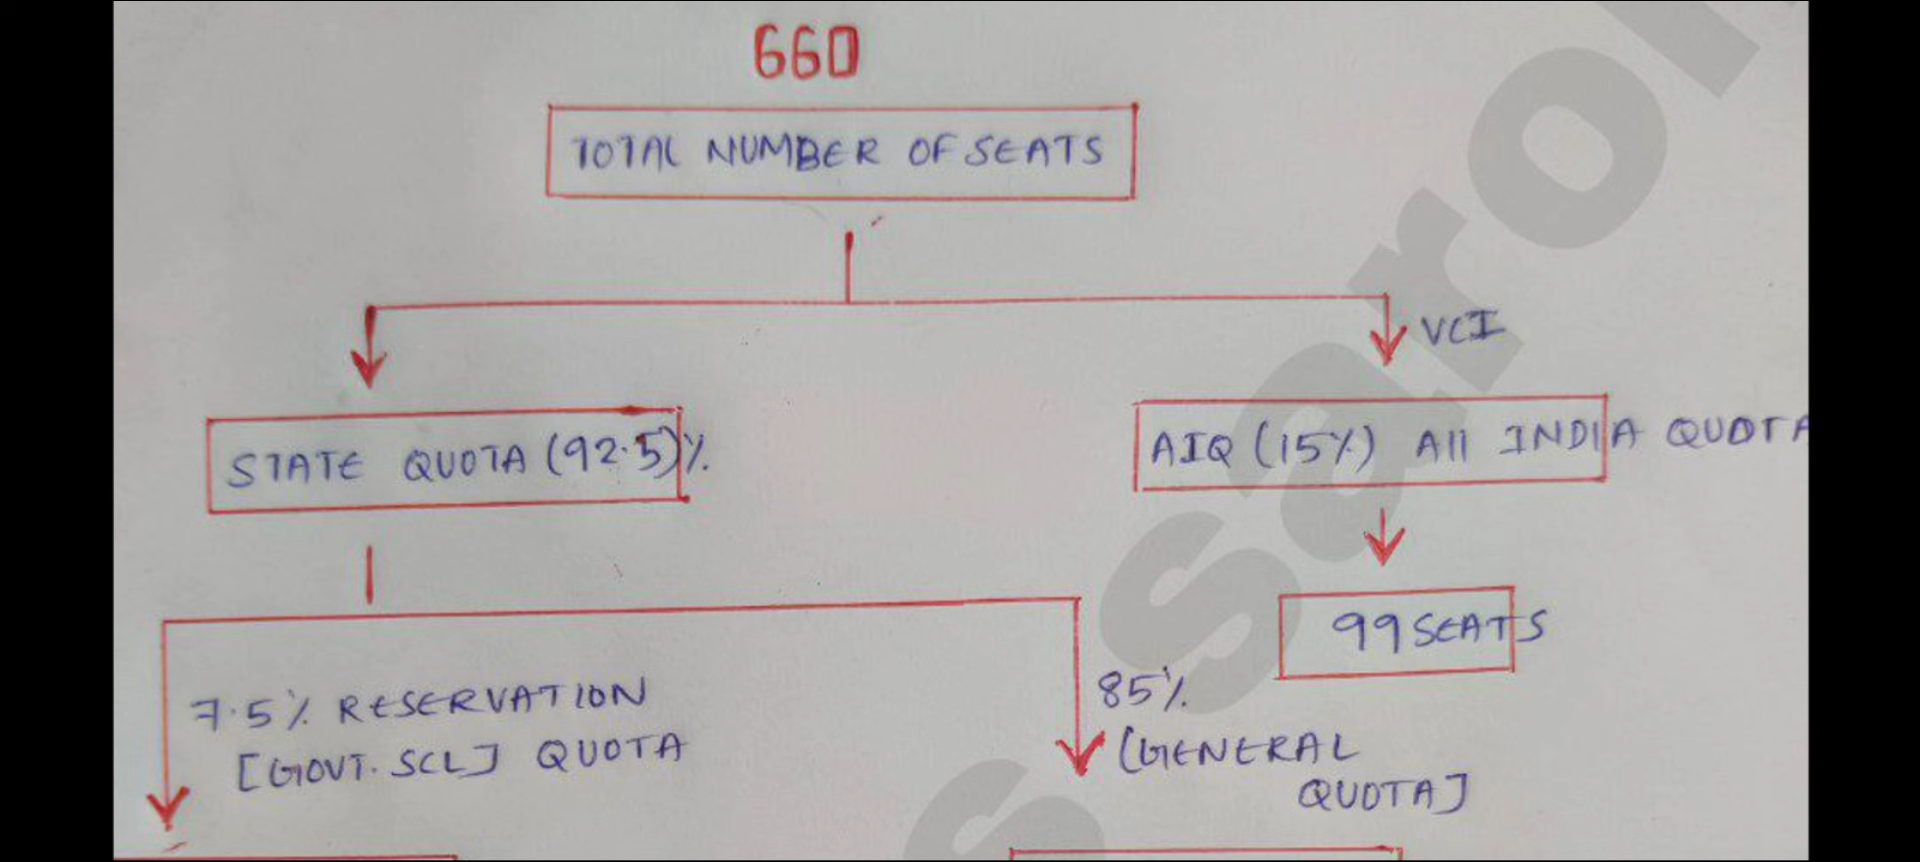 660
TOTAL NUMBER OF SEATS
VCI
STATE QUOTA (92.5)%
AIQ (15%) All INDIA QUOTA
99 SEATS
7.5% RESERVATION
[GOVT. SCL] QUOTA
85%
[GENERAL
QUOTA]
s saro